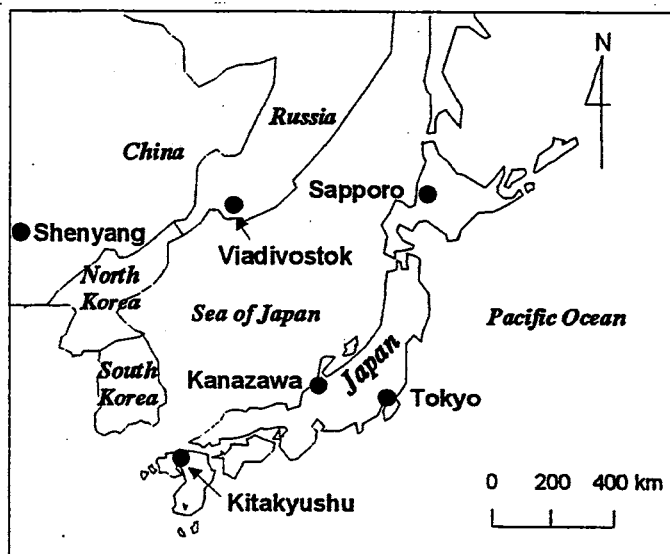 N
Russia
China
Sapporo
Shenyang
Viadivostok
North
Korea
Sea of Japan
Pacific Ocean
Japan
South
Korea
Kanazawa
Tokyo
Kitakyushu
0 200 400 km